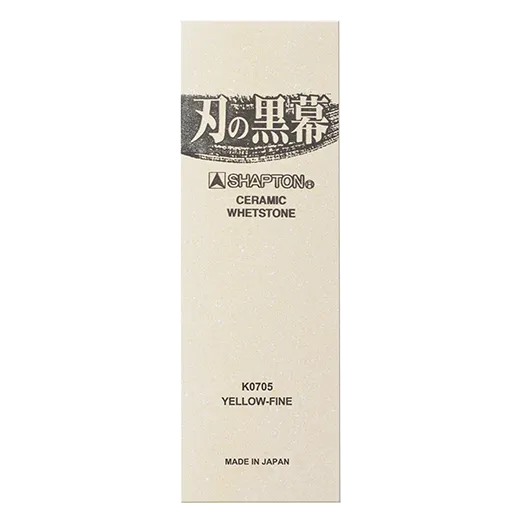 刃の黒幕
SHAPTON
CERAMIC
WHETSTONE
K0705
YELLOW-FINE
MADE IN JAPAN